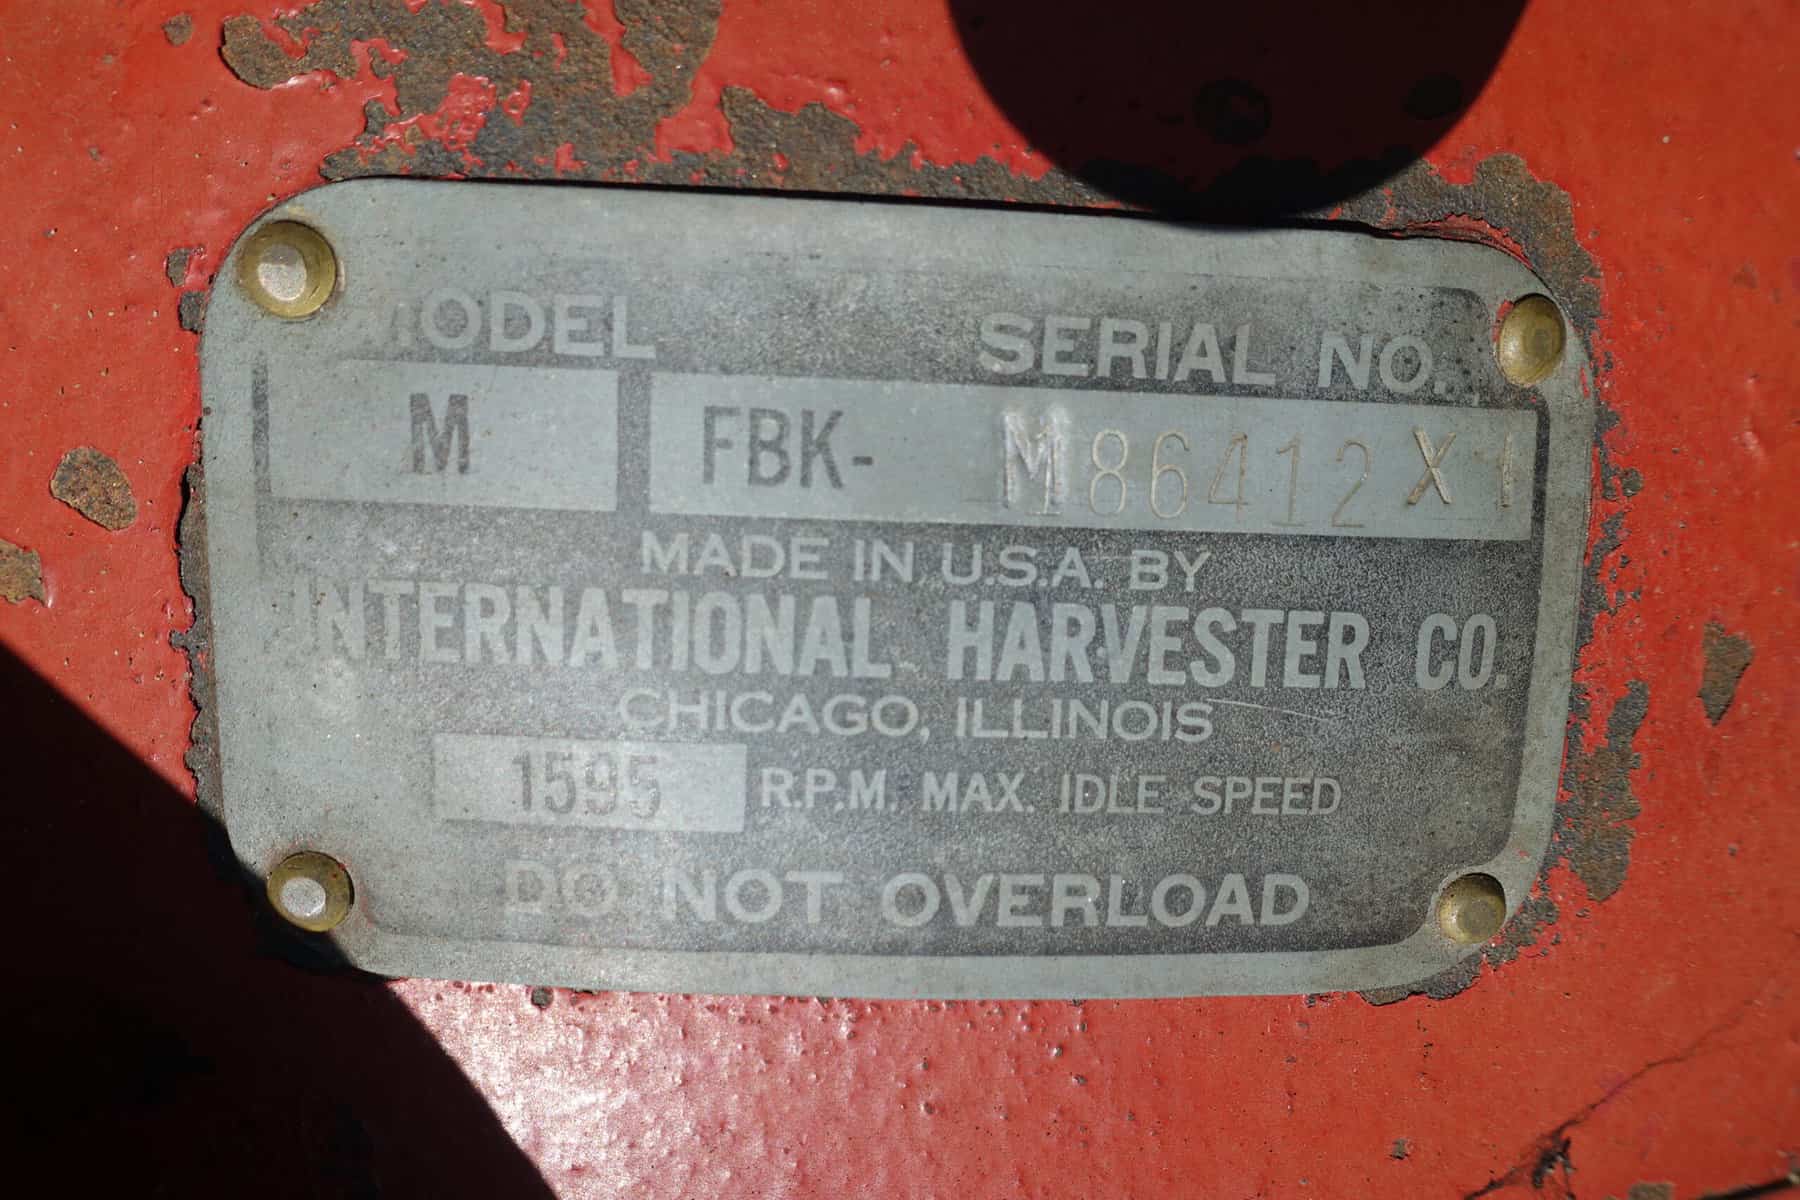 MODEL SERIAL NO.
M FBK- M86412 X1
MADE IN U.S.A. BY
INTERNATIONAL HARVESTER CO.
CHICAGO, ILLINOIS
1595 R.P.M. MAX. IDLE SPEED
DO NOT OVERLOAD